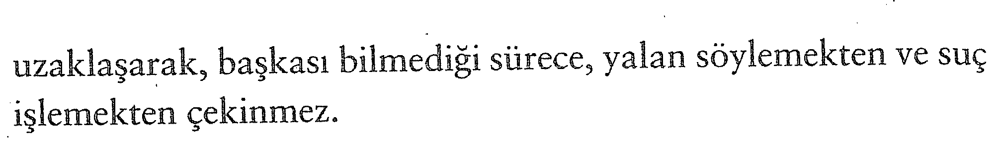 uzaklaşarak, başkası bilmediği sürece, yalan söylemekten ve suç
işlemekten çekinmez.